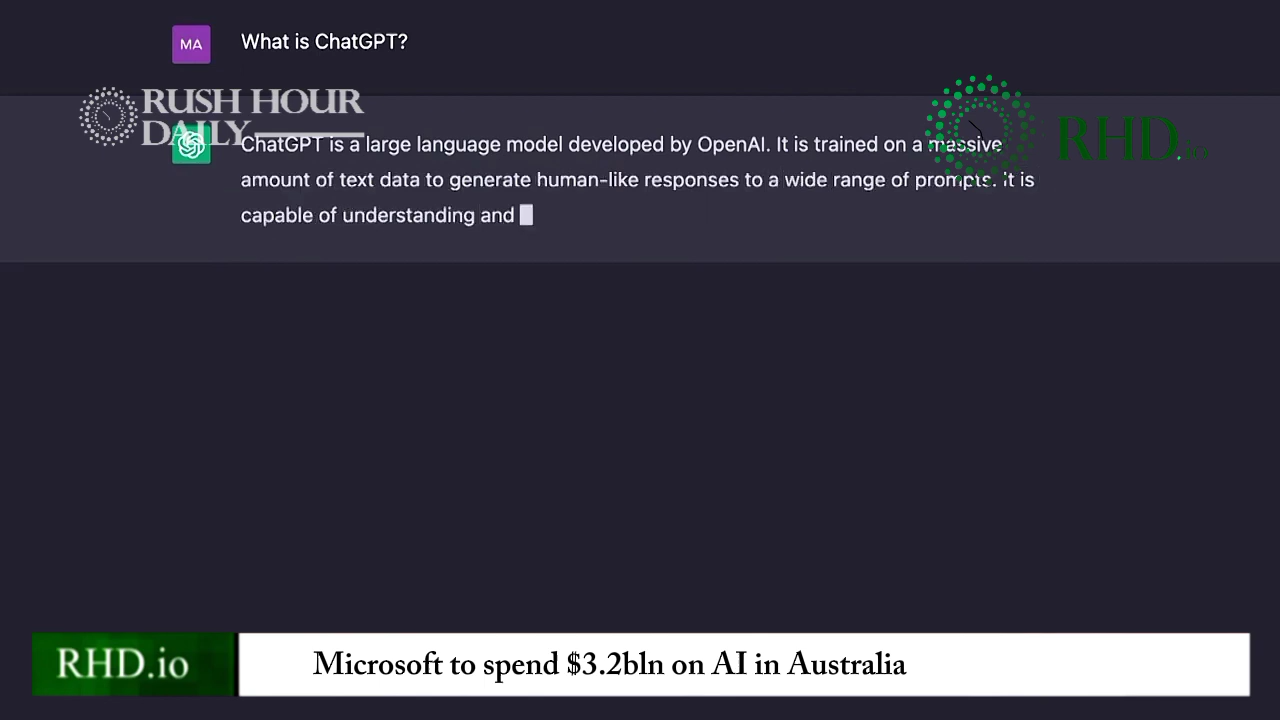 MA
What is ChatGPT?
RUSH HOUR
DAILY
RHD.io
ChatGPT is a large language model developed by OpenAI. It is trained on a massive
amount of text data to generate human-like responses to a wide range of prompts. It is
capable of understanding and
RHD.io
Microsoft to spend $3.2bln on AI in Australia